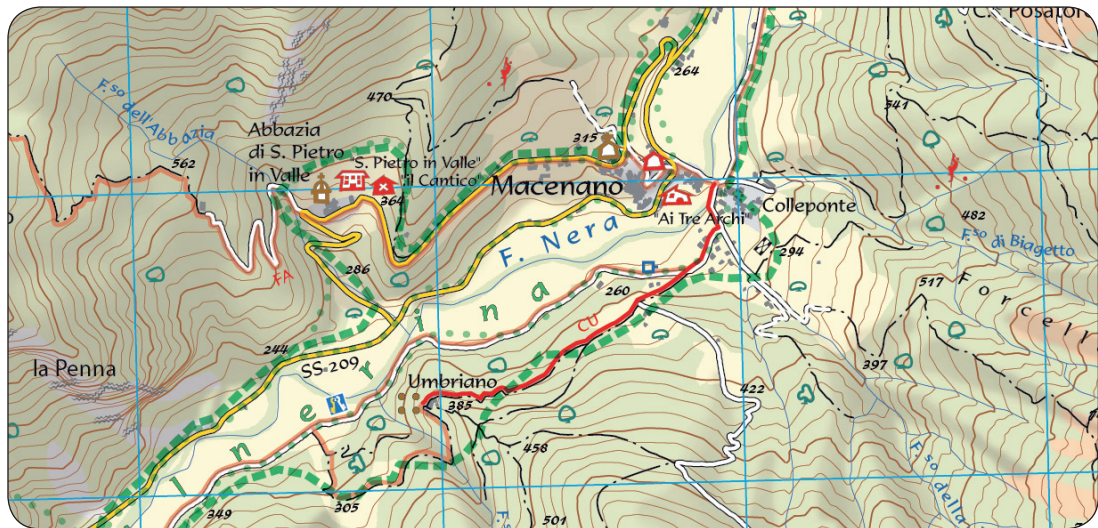 C. Posatore
264
470
541
F.so dell'Abbazia
Abbazia
di S. Pietro
in Valle
315
562
"S. Pietro in Valle"
"il Cantico"
364
Macenano
Colleponte
"Ai Tre Archi"
482
F. Nera
F.so di Biagetto
294
286
FA
260
517
Forcell
CU
244
SS 209
la Penna
397
Umbriano
422
385
458
349
305
501
F.so della
F.s
l n e r i n a